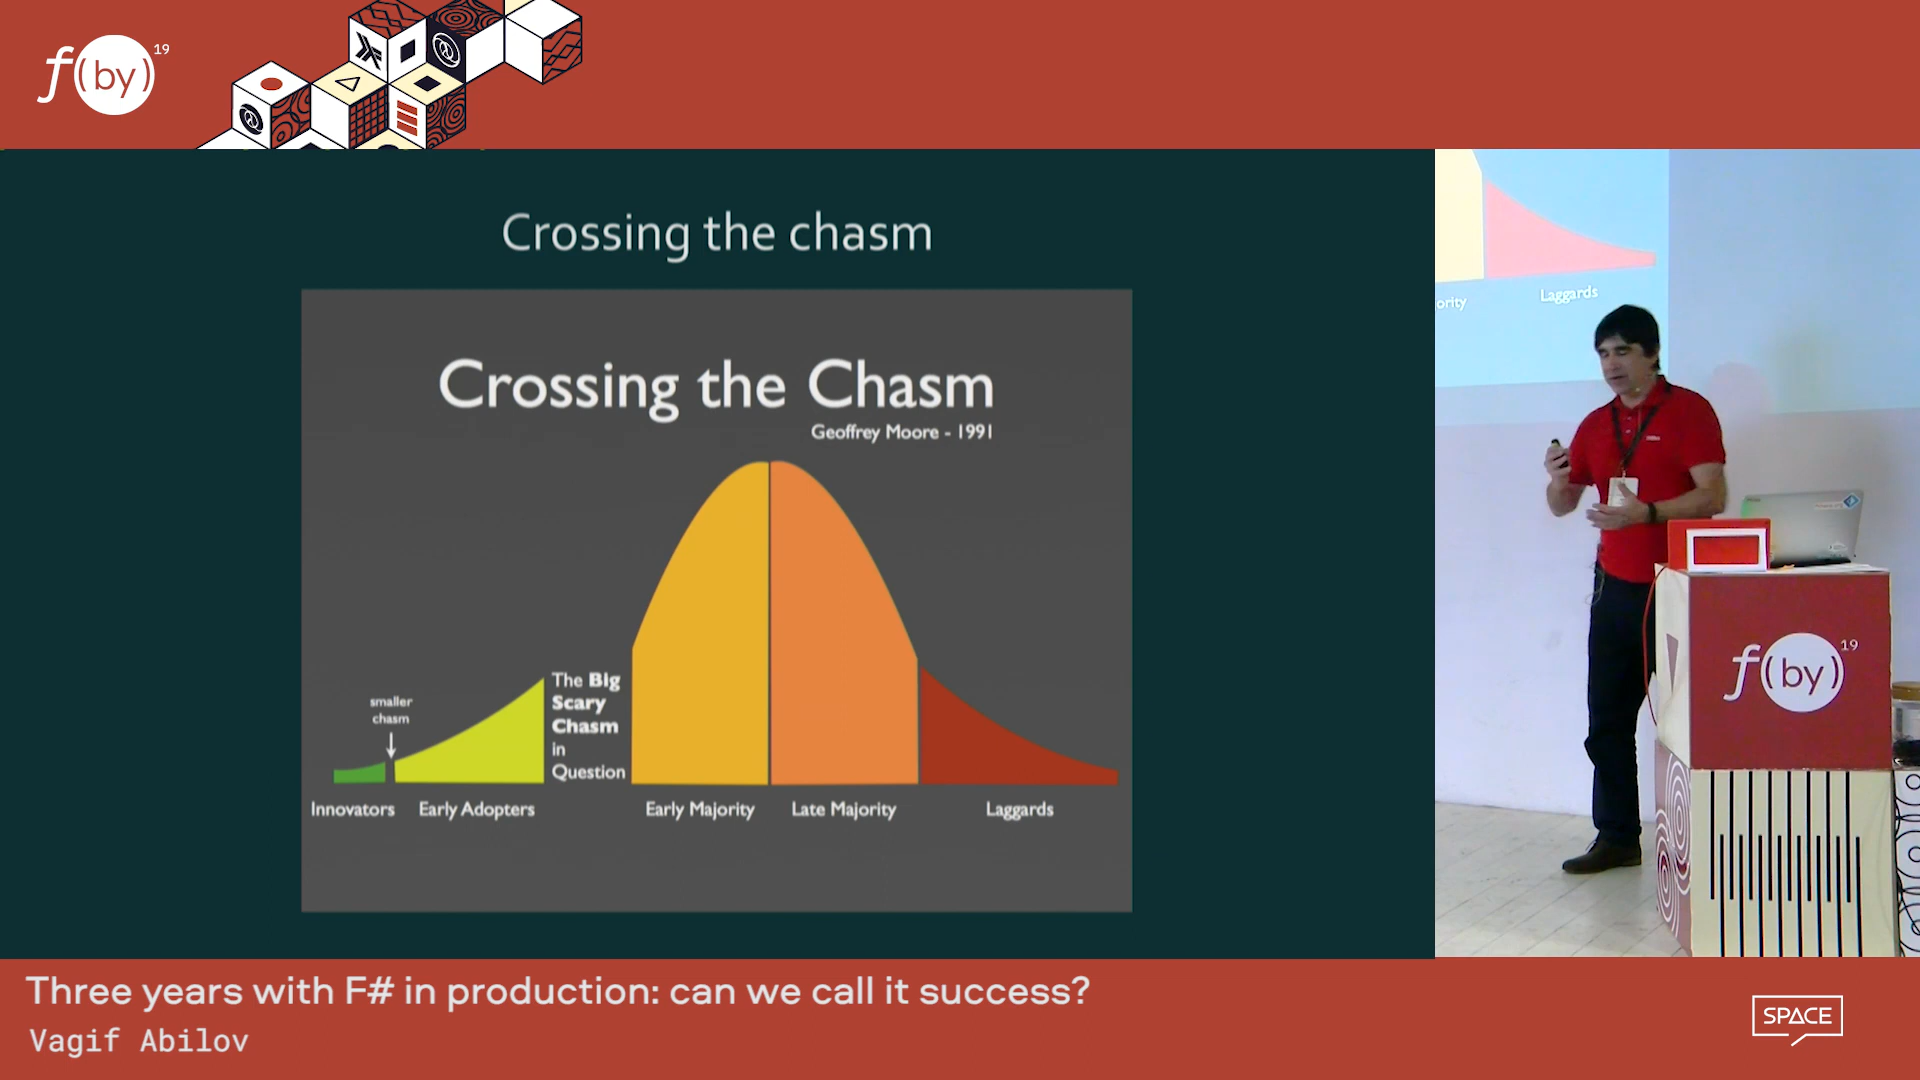 f(by) 19
Crossing the chasm
Crossing the Chasm
Geoffrey Moore - 1991
smaller
chasm
The Big
Scary
Chasm
in
Question
Innovators
Early Adopters
Early Majority
Late Majority
Laggards
ority
Laggards
f(by) 19
Three years with F# in production: can we call it success?
Vagif Abilov
SPACE